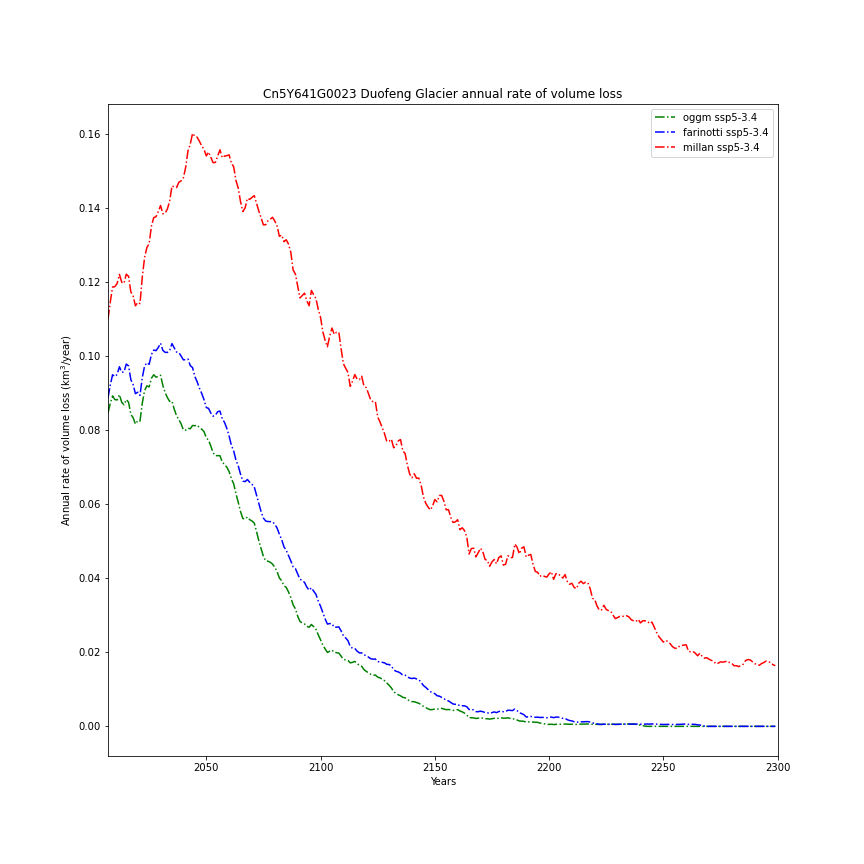 Cn5Y641G0023 Duofeng Glacier annual rate of volume loss
oggm ssp5-3.4
farinotti ssp5-3.4
millan ssp5-3.4
Annual rate of volume loss (km³/year)
0.16
0.14
0.12
0.10
0.08
0.06
0.04
0.02
0.00
2050 2100 2150 2200 2250 2300
Years